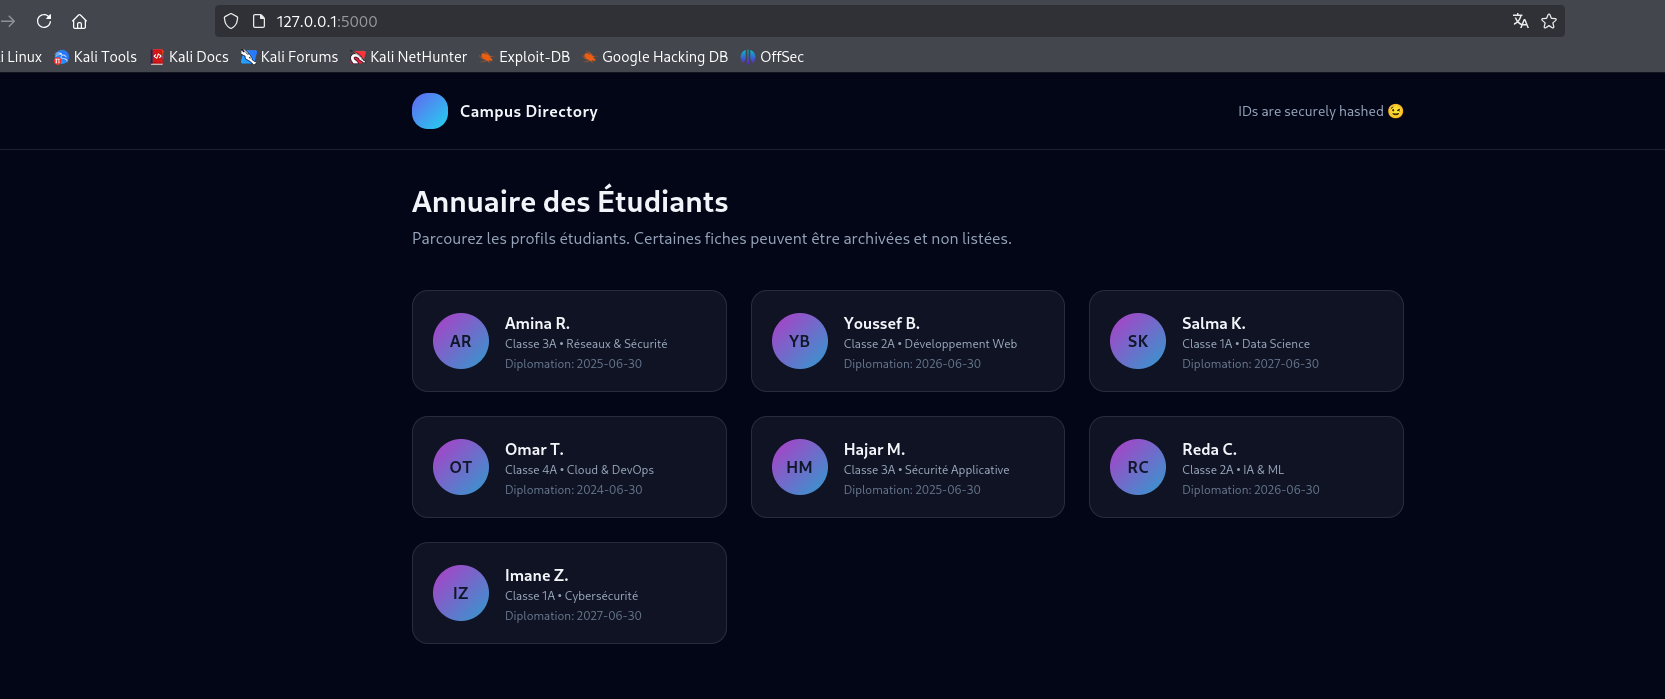 127.0.0.1:5000
i Linux Kali Tools Kali Docs Kali Forums Kali NetHunter Exploit-DB Google Hacking DB OffSec
Campus Directory
IDs are securely hashed 😉
Annuaire des Étudiants
Parcourez les profils étudiants. Certaines fiches peuvent être archivées et non listées.
AR
Amina R.
Classe 3A • Réseaux & Sécurité
Diplomation: 2025-06-30
YB
Youssef B.
Classe 2A • Développement Web
Diplomation: 2026-06-30
SK
Salma K.
Classe 1A • Data Science
Diplomation: 2027-06-30
OT
Omar T.
Classe 4A • Cloud & DevOps
Diplomation: 2024-06-30
HM
Hajar M.
Classe 3A • Sécurité Applicative
Diplomation: 2025-06-30
RC
Reda C.
Classe 2A • IA & ML
Diplomation: 2026-06-30
IZ
Imane Z.
Classe 1A • Cybersécurité
Diplomation: 2027-06-30